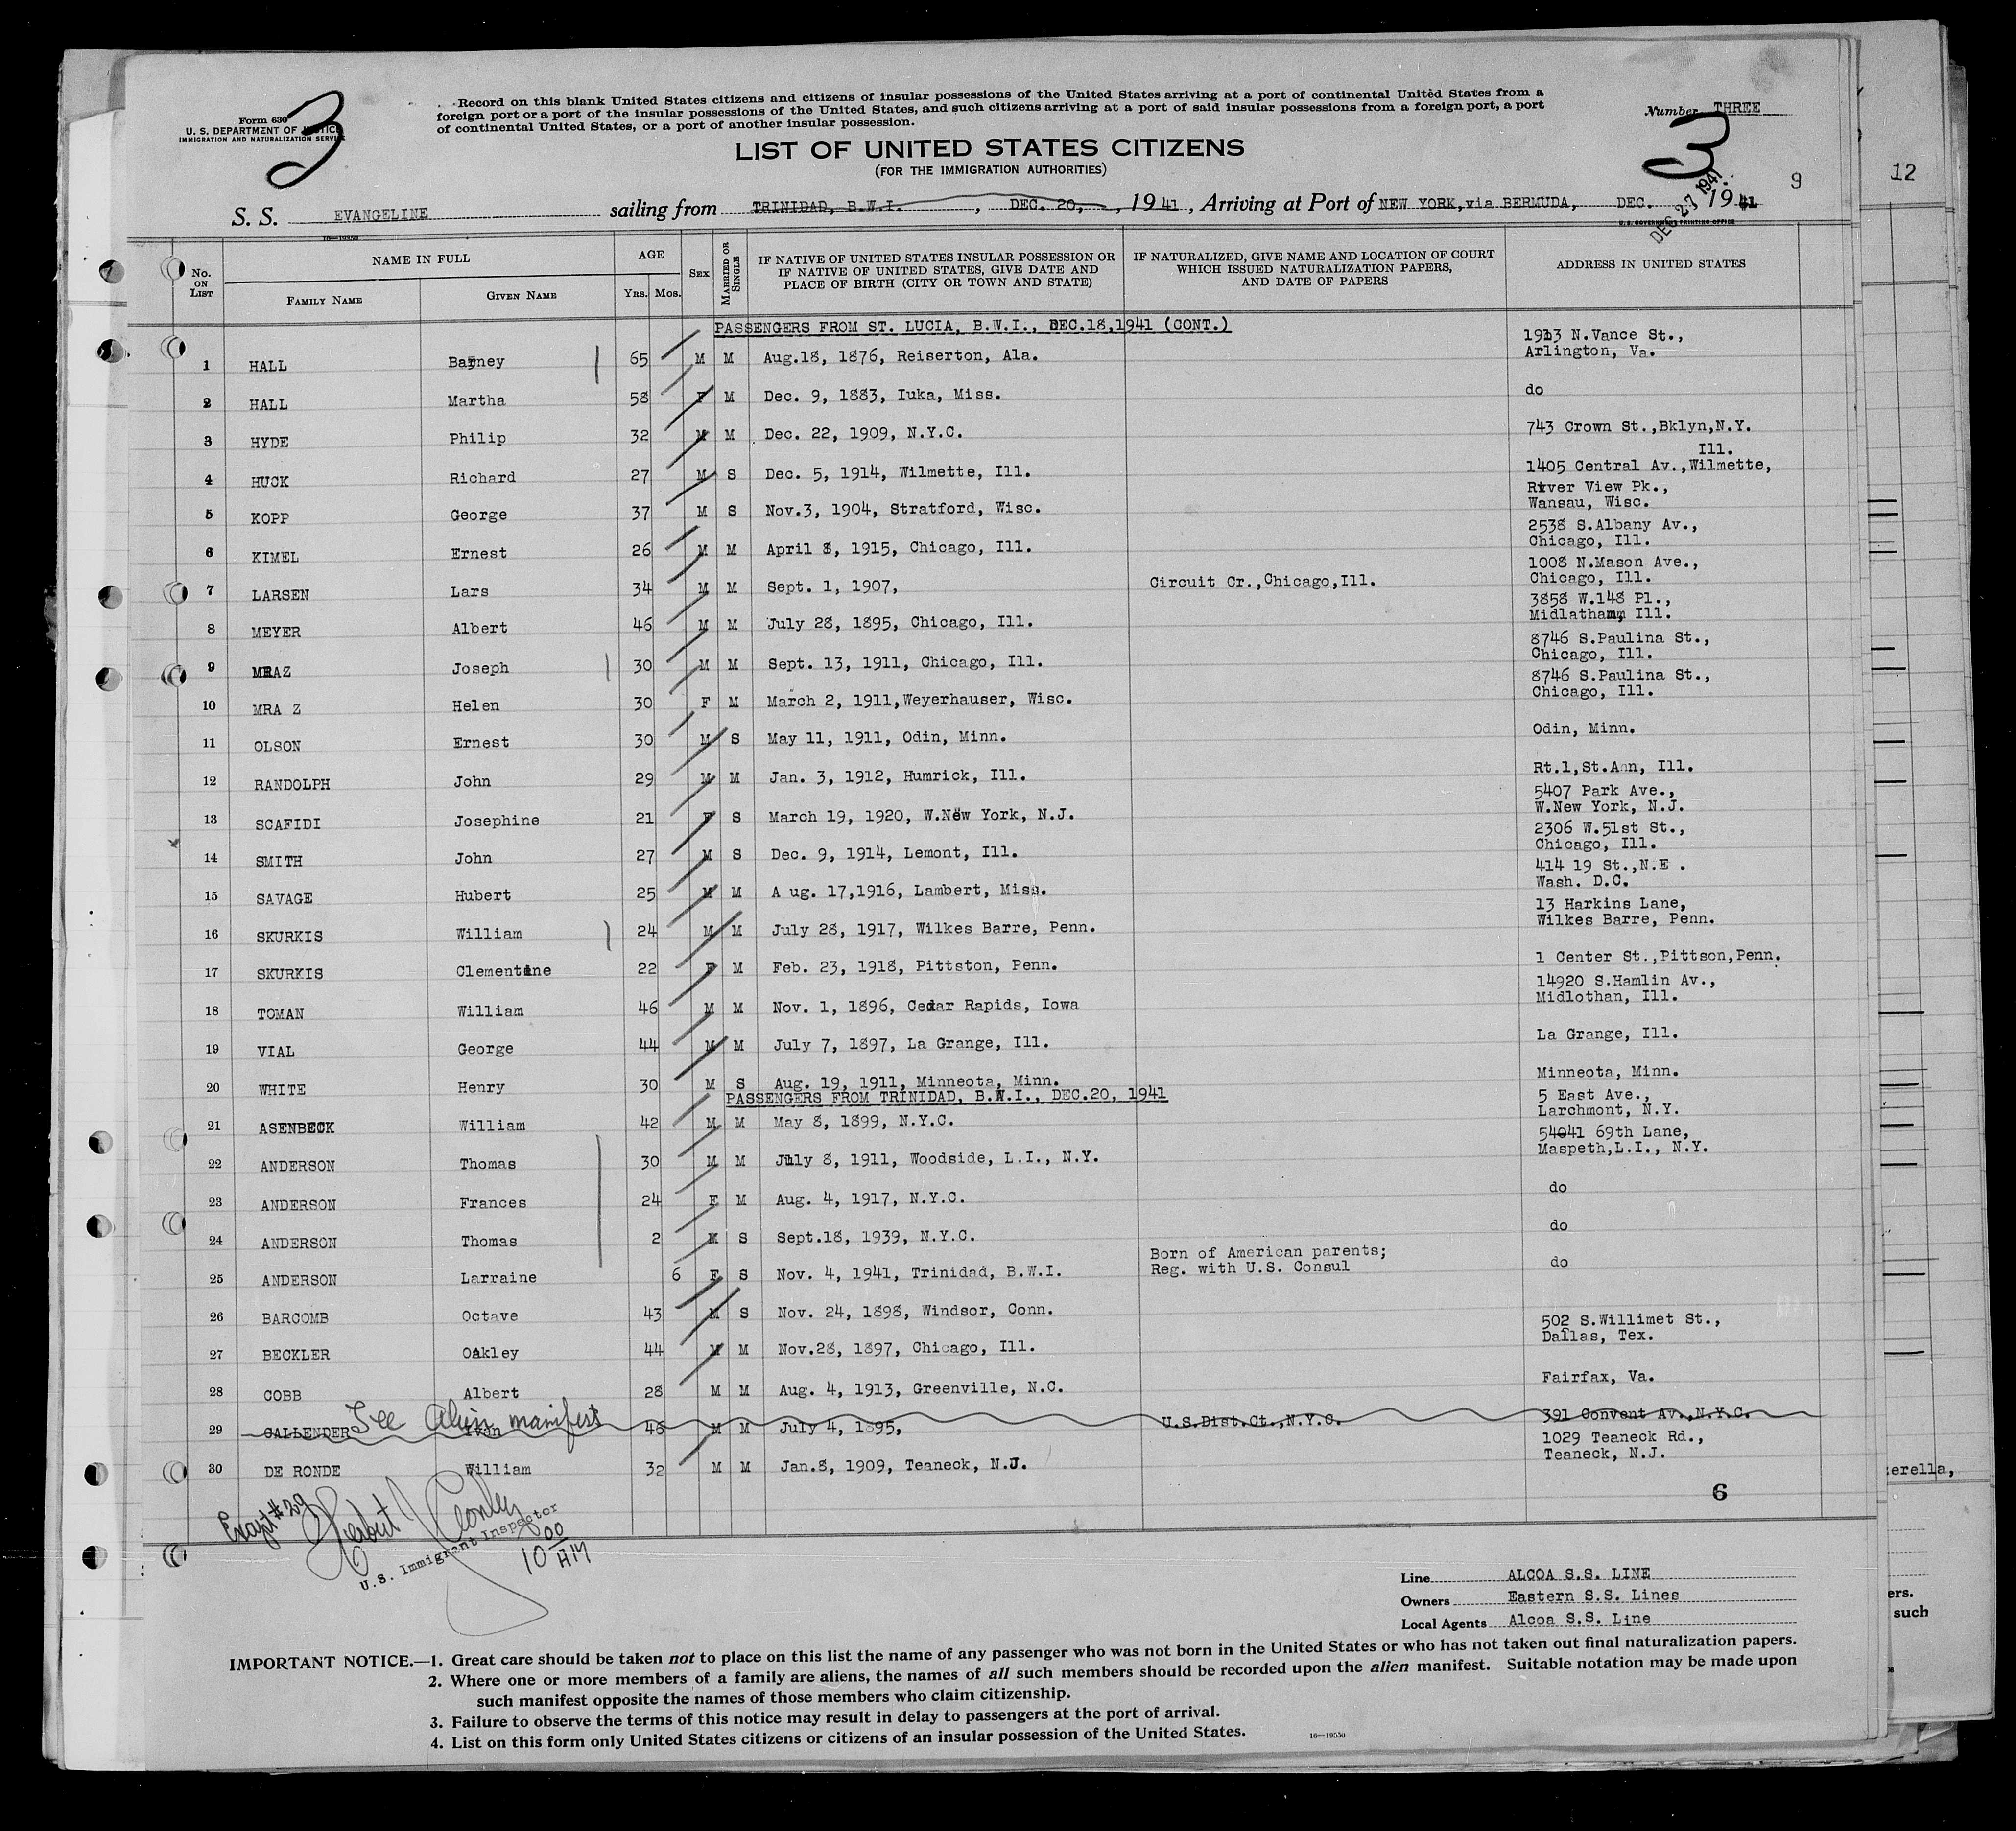 Form 630
U. S. DEPARTMENT OF JUSTICE
IMMIGRATION AND NATURALIZATION SERVICE
3
Record on this blank United States citizens and citizens of insular possessions of the United States arriving at a port of continental United States from a
foreign port or a port of the insular possessions of the United States, and such citizens arriving at a port of said insular possessions from a foreign port, a port
of continental United States, or a port of another insular possession.
Number THREE
3
LIST OF UNITED STATES CITIZENS
(FOR THE IMMIGRATION AUTHORITIES)
9
12
S. S. EVANGELINE sailing from TRINIDAD, B.W.I. , DEC. 20, , 1941 , Arriving at Port of NEW YORK, via BERMUDA, DEC. 1941
DEC 27 1941
16—19550
U. S. GOVERNMENT PRINTING OFFICE
No. ON LIST NAME IN FULL FAMILY NAME GIVEN NAME AGE YRS. MOS. SEX MARRIED OR SINGLE IF NATIVE OF UNITED STATES INSULAR POSSESSION OR IF NATIVE OF UNITED STATES, GIVE DATE AND PLACE OF BIRTH (CITY OR TOWN AND STATE) IF NATURALIZED, GIVE NAME AND LOCATION OF COURT WHICH ISSUED NATURALIZATION PAPERS, AND DATE OF PAPERS ADDRESS IN UNITED STATES
PASSENGERS FROM ST. LUCIA, B.W.I., DEC.18,1941 (CONT.)
1 HALL Barney 65 M M Aug.18, 1876, Reiserton, Ala. 1913 N.Vance St., Arlington, Va.
2 HALL Martha 58 F M Dec. 9, 1883, Iuka, Miss. do
3 HYDE Philip 32 M M Dec. 22, 1909, N.Y.C. 743 Crown St.,Bklyn,N.Y.
4 HUCK Richard 27 M S Dec. 5, 1914, Wilmette, Ill. 1405 Central Av.,Wilmette, Ill.
5 KOPP George 37 M S Nov.3, 1904, Stratford, Wisc. River View Pk., Wansau, Wisc.
6 KIMEL Ernest 26 M M April 8, 1915, Chicago, Ill. 2538 S.Albany Av., Chicago, Ill.
7 LARSEN Lars 34 M M Sept. 1, 1907, Circuit Cr.,Chicago,Ill. 1008 N.Mason Ave., Chicago, Ill.
8 MEYER Albert 46 M M July 28, 1895, Chicago, Ill. 3858 W.148 Pl., Midlatham, Ill.
9 MRAZ Joseph 30 M M Sept. 13, 1911, Chicago, Ill. 8746 S.Paulina St., Chicago, Ill.
10 MRA Z Helen 30 F M March 2, 1911,Weyerhauser, Wisc. 8746 S.Paulina St., Chicago, Ill.
11 OLSON Ernest 30 M S May 11, 1911, Odin, Minn. Odin, Minn.
12 RANDOLPH John 29 M M Jan. 3, 1912, Humrick, Ill. Rt.1,St.Ann, Ill.
13 SCAFIDI Josephine 21 F S March 19, 1920, W.New York, N.J. 5407 Park Ave., W.New York, N.J.
14 SMITH John 27 M S Dec. 9, 1914, Lemont, Ill. 2306 W.51st St., Chicago, Ill.
15 SAVAGE Hubert 25 M M A ug. 17,1916, Lambert, Miss. 414 19 St.,N.E . Wash. D.C.
16 SKURKIS William 24 M M July 28, 1917, Wilkes Barre, Penn. 13 Harkins Lane, Wilkes Barre, Penn.
17 SKURKIS Clementine 22 F M Feb. 23, 1918, Pittston, Penn. 1 Center St.,Pittson,Penn.
18 TOMAN William 46 M M Nov. 1, 1896, Cedar Rapids, Iowa 14920 S.Hamlin Av., Midlothan, Ill.
19 VIAL George 44 M M July 7, 1897, La Grange, Ill. La Grange, Ill.
20 WHITE Henry 30 M S Aug. 19, 1911, Minneota, Minn. Minneota, Minn.
PASSENGERS FROM TRINIDAD, B.W.I., DEC.20, 1941
21 ASENBECK William 42 M M May 8, 1899, N.Y.C. 5 East Ave., Larchmont, N.Y.
22 ANDERSON Thomas 30 M M July 8, 1911, Woodside, L.I., N.Y. 54041 69th Lane, Maspeth,L.I., N.Y.
23 ANDERSON Frances 24 F M Aug. 4, 1917, N.Y.C. do
24 ANDERSON Thomas 2 M S Sept.18, 1939, N.Y.C. do
25 ANDERSON Larraine 6 F S Nov. 4, 1941, Trinidad, B.W.I. Born of American parents; Reg. with U.S. Consul do
26 BARCOMB Octave 43 M S Nov. 24, 1898, Windsor, Conn.
27 BECKLER Oakley 44 M M Nov.28, 1897, Chicago, Ill. 502 S.Willimet St., Dallas, Tex.
28 COBB Albert 28 M M Aug. 4, 1913, Greenville, N.C. Fairfax, Va.
See Alien manifest
29 CALLENDER Ivan 46 M M July 4, 1895, U.S.Dist.Ct.,N.Y.C. 391 Convent Av.,N.Y.C.
30 DE RONDE William 32 M M Jan.8, 1909, Teaneck, N.J. 1029 Teaneck Rd., Teaneck, N.J.
6
zerella,
Except #29
Herbert J
U.S. Immigrant Inspector
10 00 AM
Line ALCOA S.S. LINE
Owners Eastern S.S. Lines
Local Agents Alcoa S.S. Line
ers.
such
IMPORTANT NOTICE.—1. Great care should be taken not to place on this list the name of any passenger who was not born in the United States or who has not taken out final naturalization papers.
2. Where one or more members of a family are aliens, the names of all such members should be recorded upon the alien manifest. Suitable notation may be made upon
such manifest opposite the names of those members who claim citizenship.
3. Failure to observe the terms of this notice may result in delay to passengers at the port of arrival.
4. List on this form only United States citizens or citizens of an insular possession of the United States.
16—19550